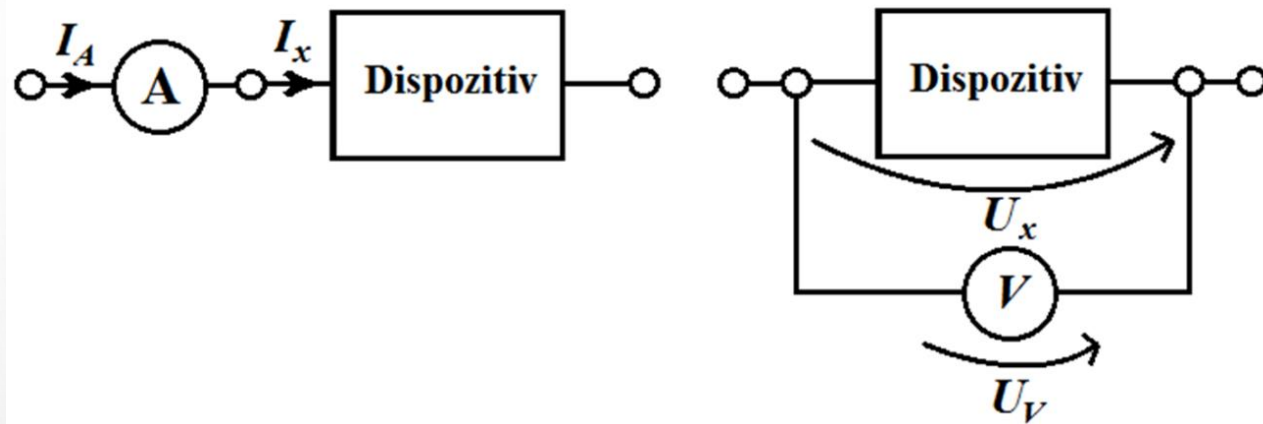 I_A
A
I_x
Dispozitiv
Dispozitiv
U_x
V
U_V